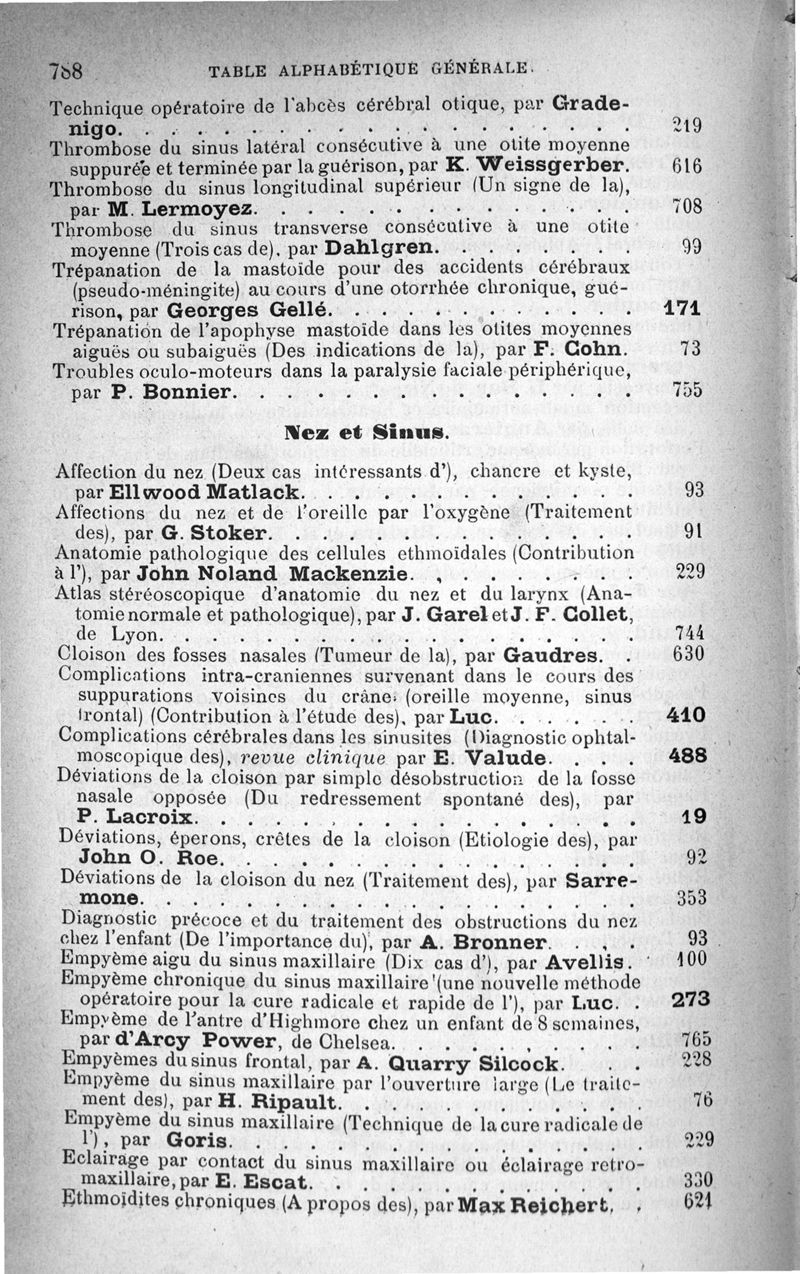 788 TABLE ALPHABÉTIQUE GÉNÉRALE.
Technique opératoire de l'abcès cérébral otique, par Grade-
nigo. . . . . . . . . . . . . . . . . . . 219
Thrombose du sinus latéral consécutive à une otite moyenne
suppurée et terminée par la guérison, par K. Weissgerber. 616
Thrombose du sinus longitudinal supérieur (Un signe de la),
par M. Lermoyez. . . . . . . . . . . . . . 708
Thrombose du sinus transverse consécutive à une otite
moyenne (Trois cas de), par Dahlgren. . . . . . . . 99
Trépanation de la mastoïde pour des accidents cérébraux
(pseudo-méningite) au cours d'une otorrhée chronique, gué-
rison, par Georges Gellé. . . . . . . . . . . . 171
Trépanation de l'apophyse mastoïde dans les otites moyennes
aiguës ou subaiguës (Des indications de la), par F. Cohn. 73
Troubles oculo-moteurs dans la paralysie faciale périphérique,
par P. Bonnier. . . . . . . . . . . . . . . 755
Nez et Sinus.
Affection du nez (Deux cas intéressants d'), chancre et kyste,
par Ellwood Matlack. . . . . . . . . . . . . 93
Affections du nez et de l'oreille par l'oxygène (Traitement
des), par G. Stoker. . . . . . . . . . . . . . 91
Anatomie pathologique des cellules ethmoïdales (Contribution
à l'), par John Noland Mackenzie. , . . . . . . . 229
Atlas stéréoscopique d'anatomie du nez et du larynx (Ana-
tomie normale et pathologique), par J. Garel et J. F. Collet,
de Lyon. . . . . . . . . . . . . . . . . . 744
Cloison des fosses nasales (Tumeur de la), par Gaudres. . 630
Complications intra-craniennes survenant dans le cours des
suppurations voisines du crâne. (oreille moyenne, sinus
frontal) (Contribution à l'étude des), par Luc. . . . . . 410
Complications cérébrales dans les sinusites (Diagnostic ophtal-
moscopique des), revue clinique par E. Valude. . . . 488
Déviations de la cloison par simple désobstruction de la fosse
nasale opposée (Du redressement spontané des), par
P. Lacroix. . . . . . . . . . . . . . . . . 19
Déviations, éperons, crêtes de la cloison (Etiologie des), par
John O. Roe. . . . . . . . . . . . . . . . 92
Déviations de la cloison du nez (Traitement des), par Sarre-
mone. . . . . . . . . . . . . . . . . . . 353
Diagnostic précoce et du traitement des obstructions du nez
chez l'enfant (De l'importance du), par A. Bronner. . , . 93
Empyème aigu du sinus maxillaire (Dix cas d'), par Avellis. 100
Empyème chronique du sinus maxillaire (une nouvelle méthode
opératoire pour la cure radicale et rapide de l'), par Luc. . 273
Empyème de l'antre d'Highmore chez un enfant de 8 semaines,
par d'Arcy Power, de Chelsea. . . . . . . . . . 765
Empyèmes du sinus frontal, par A. Quarry Silcock. . . 228
Empyème du sinus maxillaire par l'ouverture large (Le traite-
ment des), par H. Ripault. . . . . . . . . . . . 76
Empyème du sinus maxillaire (Technique de la cure radicale de
l'), par Goris. . . . . . . . . . . . . . . . 229
Eclairage par contact du sinus maxillaire ou éclairage rétro-
maxillaire, par E. Escat. . . . . . . . . . . . . 330
Ethmoïdites chroniques (A propos des), par Max Reichert. . 621